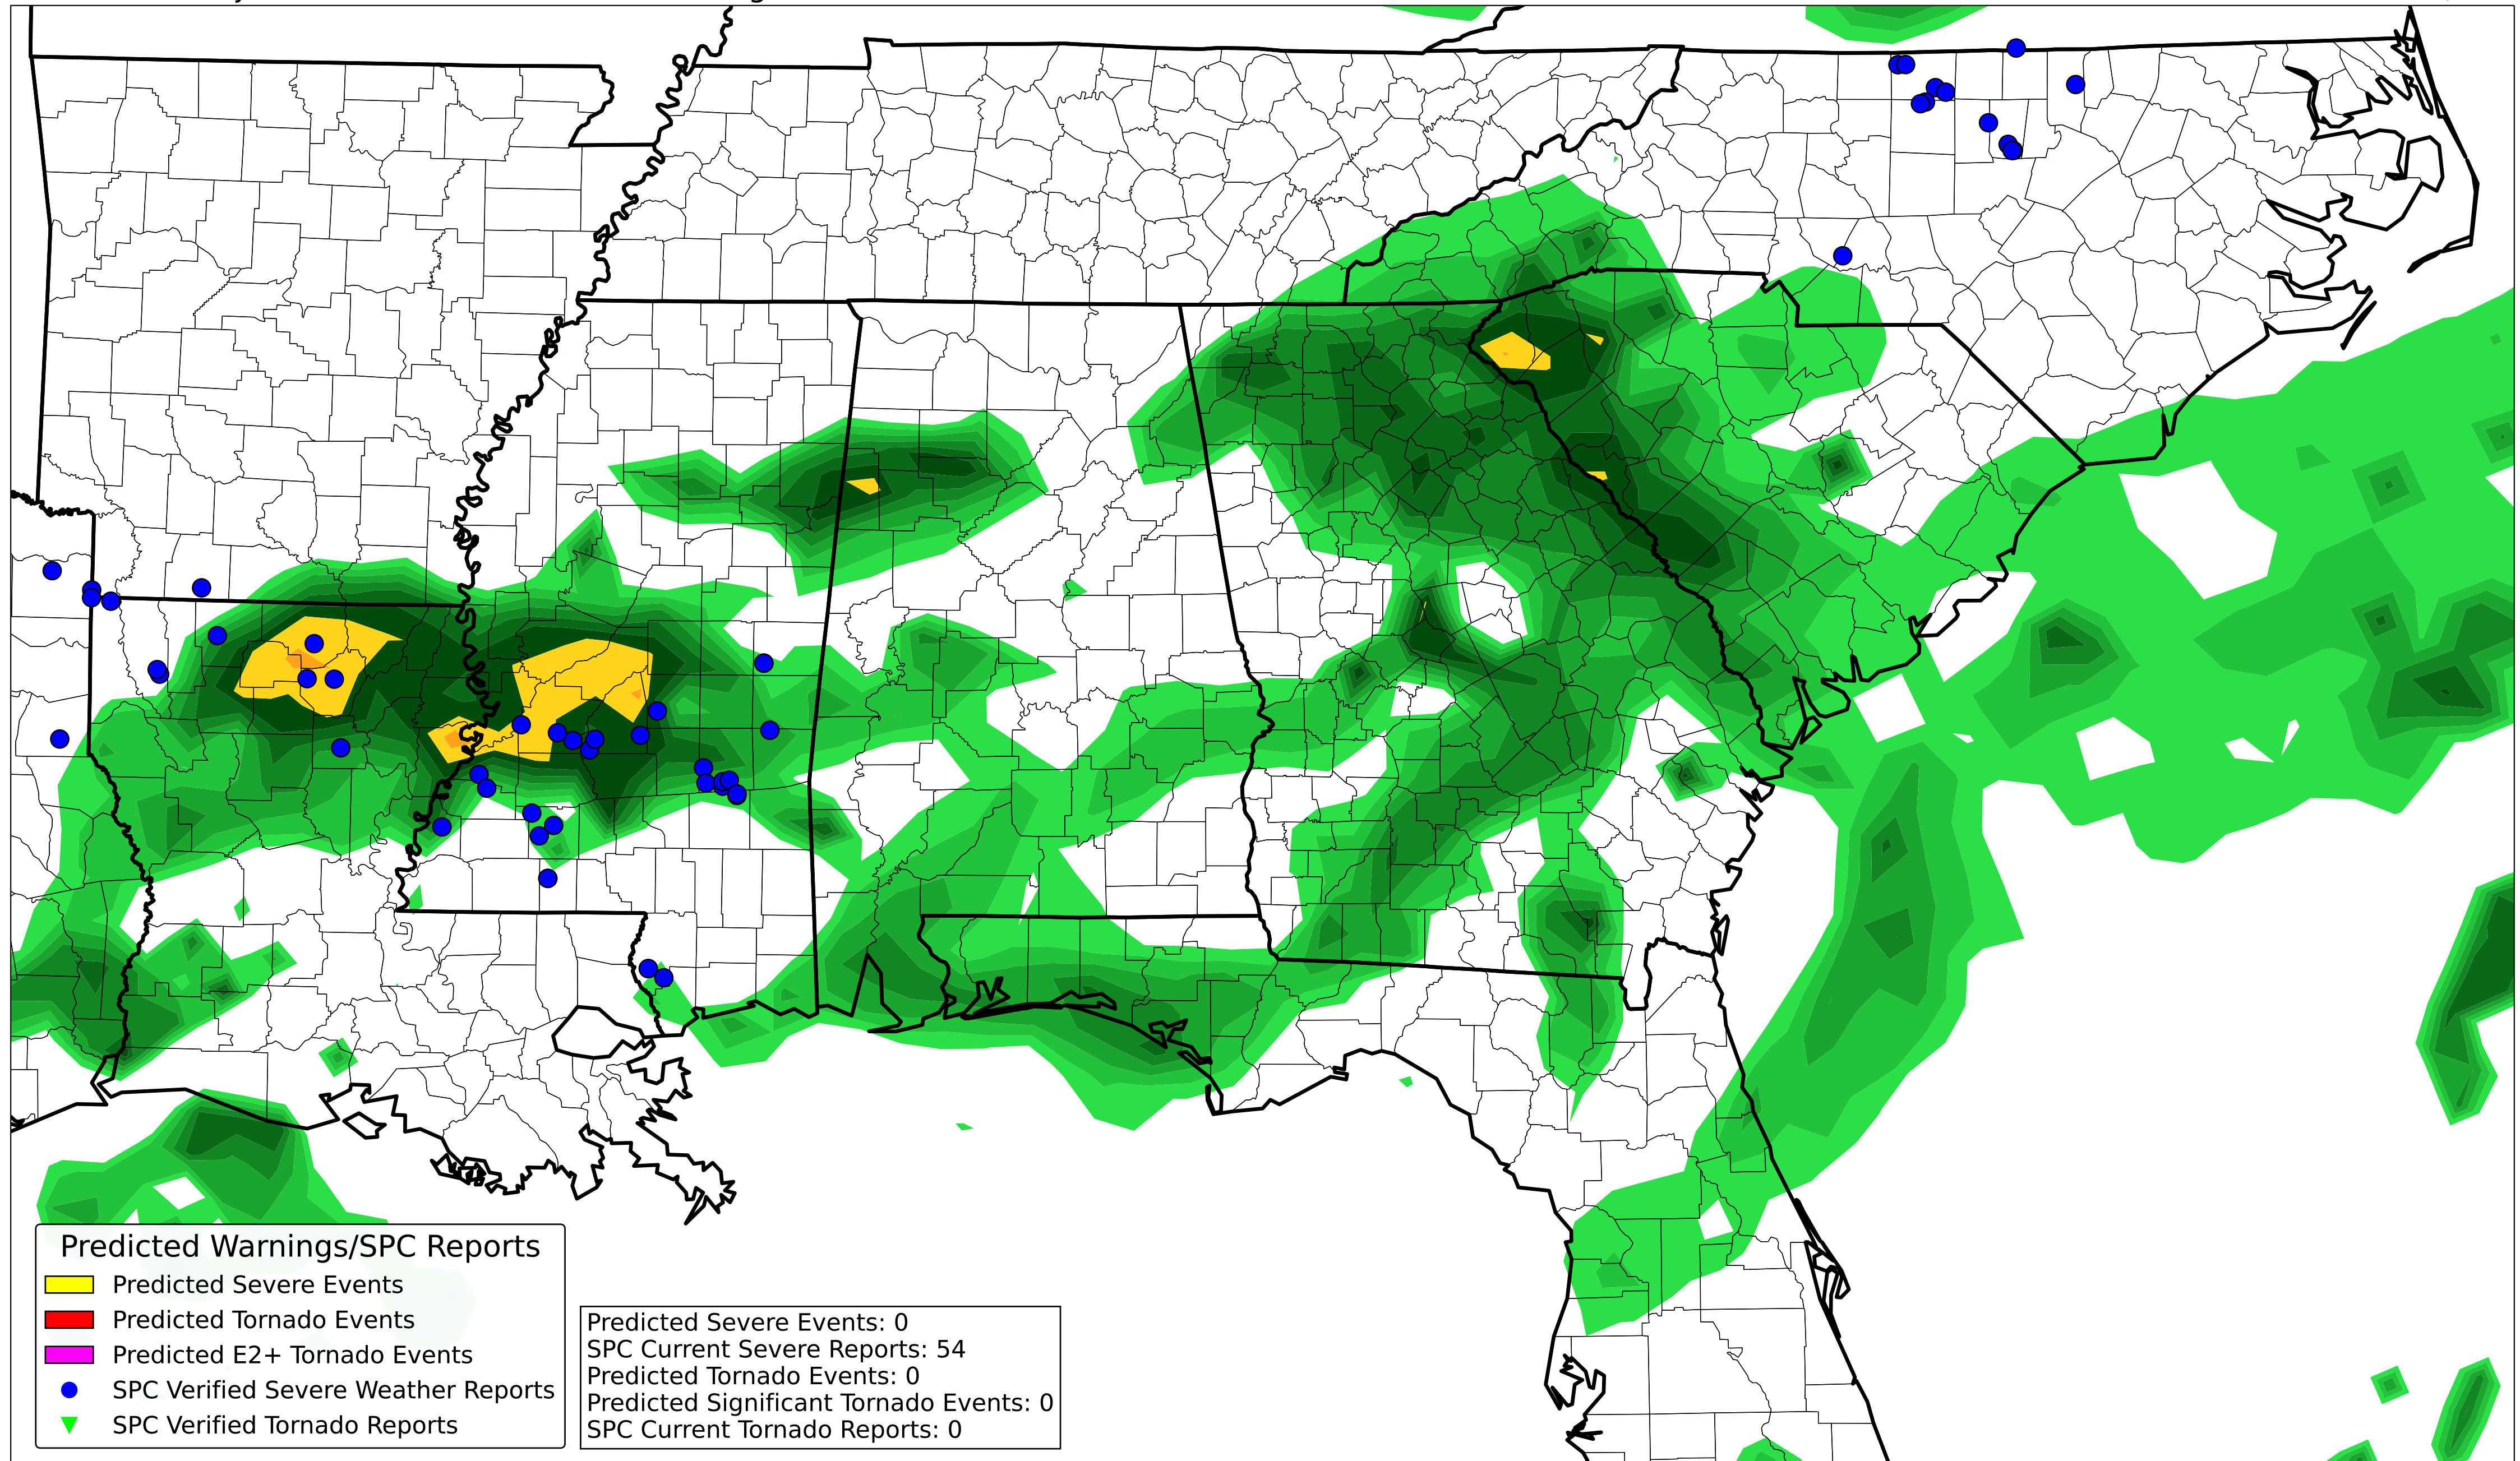 Predicted Warnings/SPC Reports
Predicted Severe Events
Predicted Tornado Events
Predicted E2+ Tornado Events
SPC Verified Severe Weather Reports
SPC Verified Tornado Reports
Predicted Severe Events: 0
SPC Current Severe Reports: 54
Predicted Tornado Events: 0
Predicted Significant Tornado Events: 0
SPC Current Tornado Reports: 0